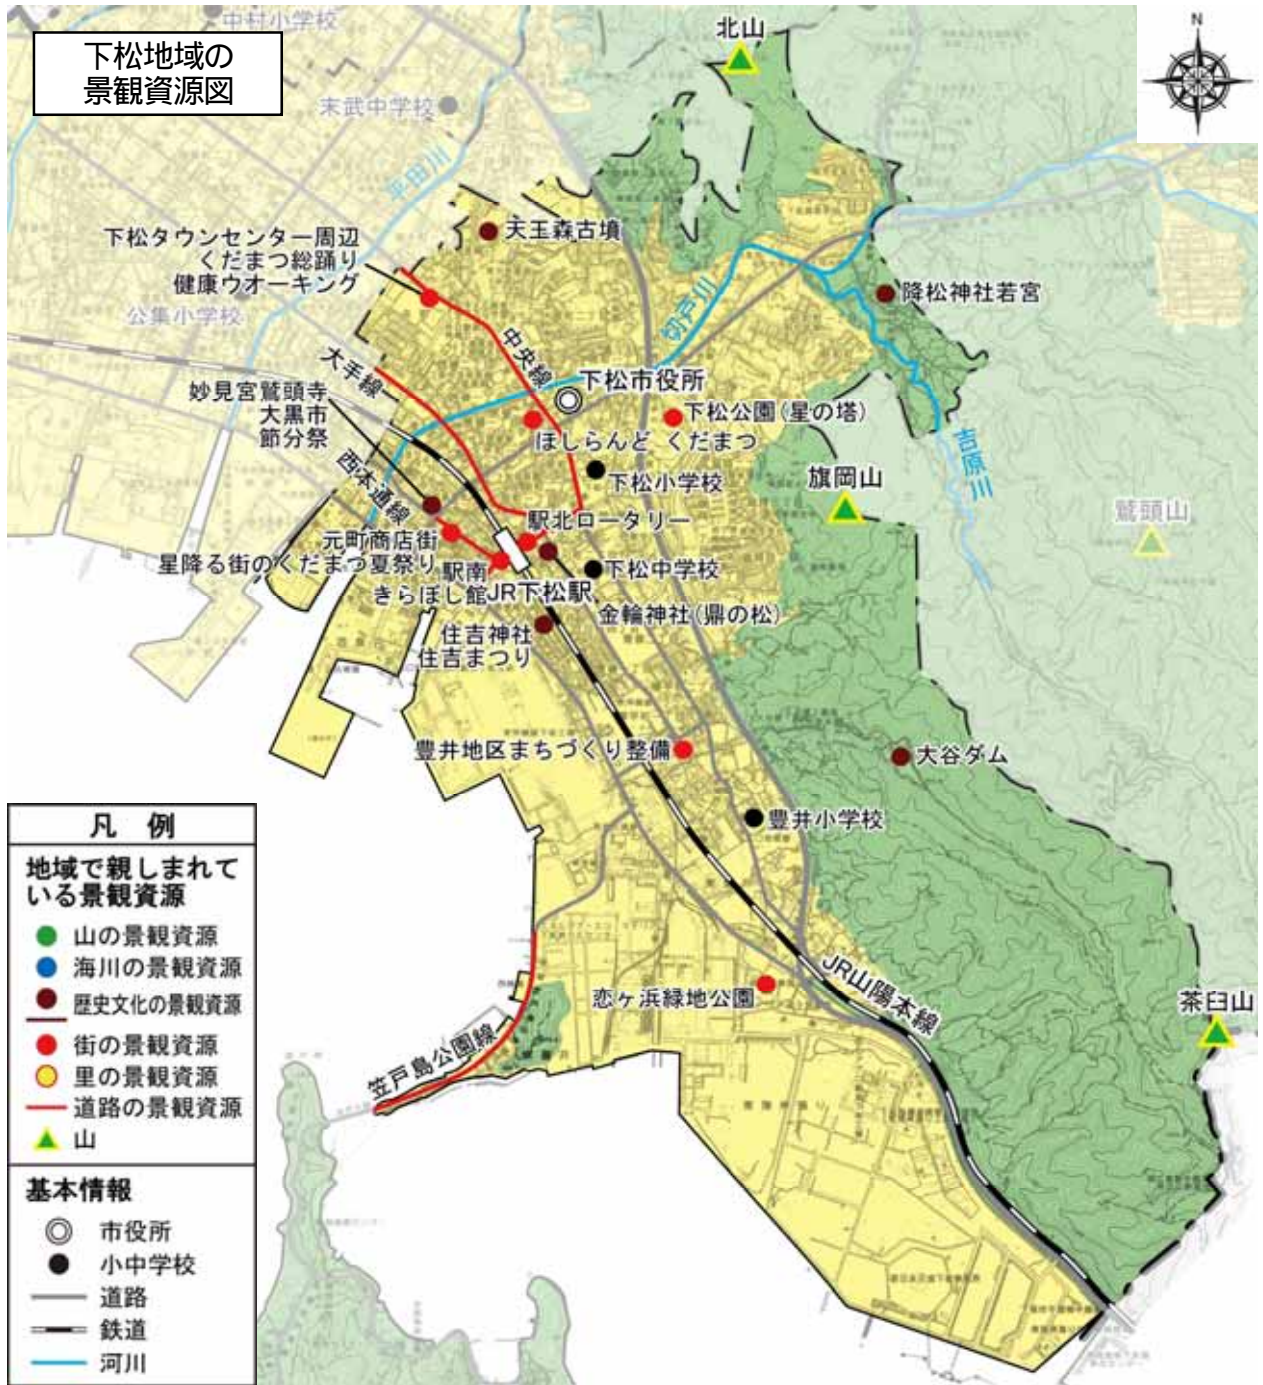 下松地域の
景観資源図
N
中村小学校
北山
末武中学校
平田川
天王森古墳
下松タウンセンター周辺
くだまつ総踊り
健康ウオーキング
公集小学校
切戸川
降松神社若宮
中央線
大手線
下松市役所
妙見宮鷲頭寺
大黒市
節分祭
下松公園(星の塔)
ほしらんど くだまつ
吉原川
西本通線
下松小学校
旗岡山
鷲頭山
駅北ロータリー
元町商店街
星降る街のくだまつ夏祭り
駅南
きらぼし館
JR下松駅
下松中学校
金輪神社(鼎の松)
住吉神社
住吉まつり
豊井地区まちづくり整備
大谷ダム
豊井小学校
恋ヶ浜緑地公園
JR山陽本線
茶臼山
笠戸島公園線
凡 例
地域で親しまれて
いる景観資源
山の景観資源
海川の景観資源
歴史文化の景観資源
街の景観資源
里の景観資源
道路の景観資源
山
基本情報
市役所
小中学校
道路
鉄道
河川